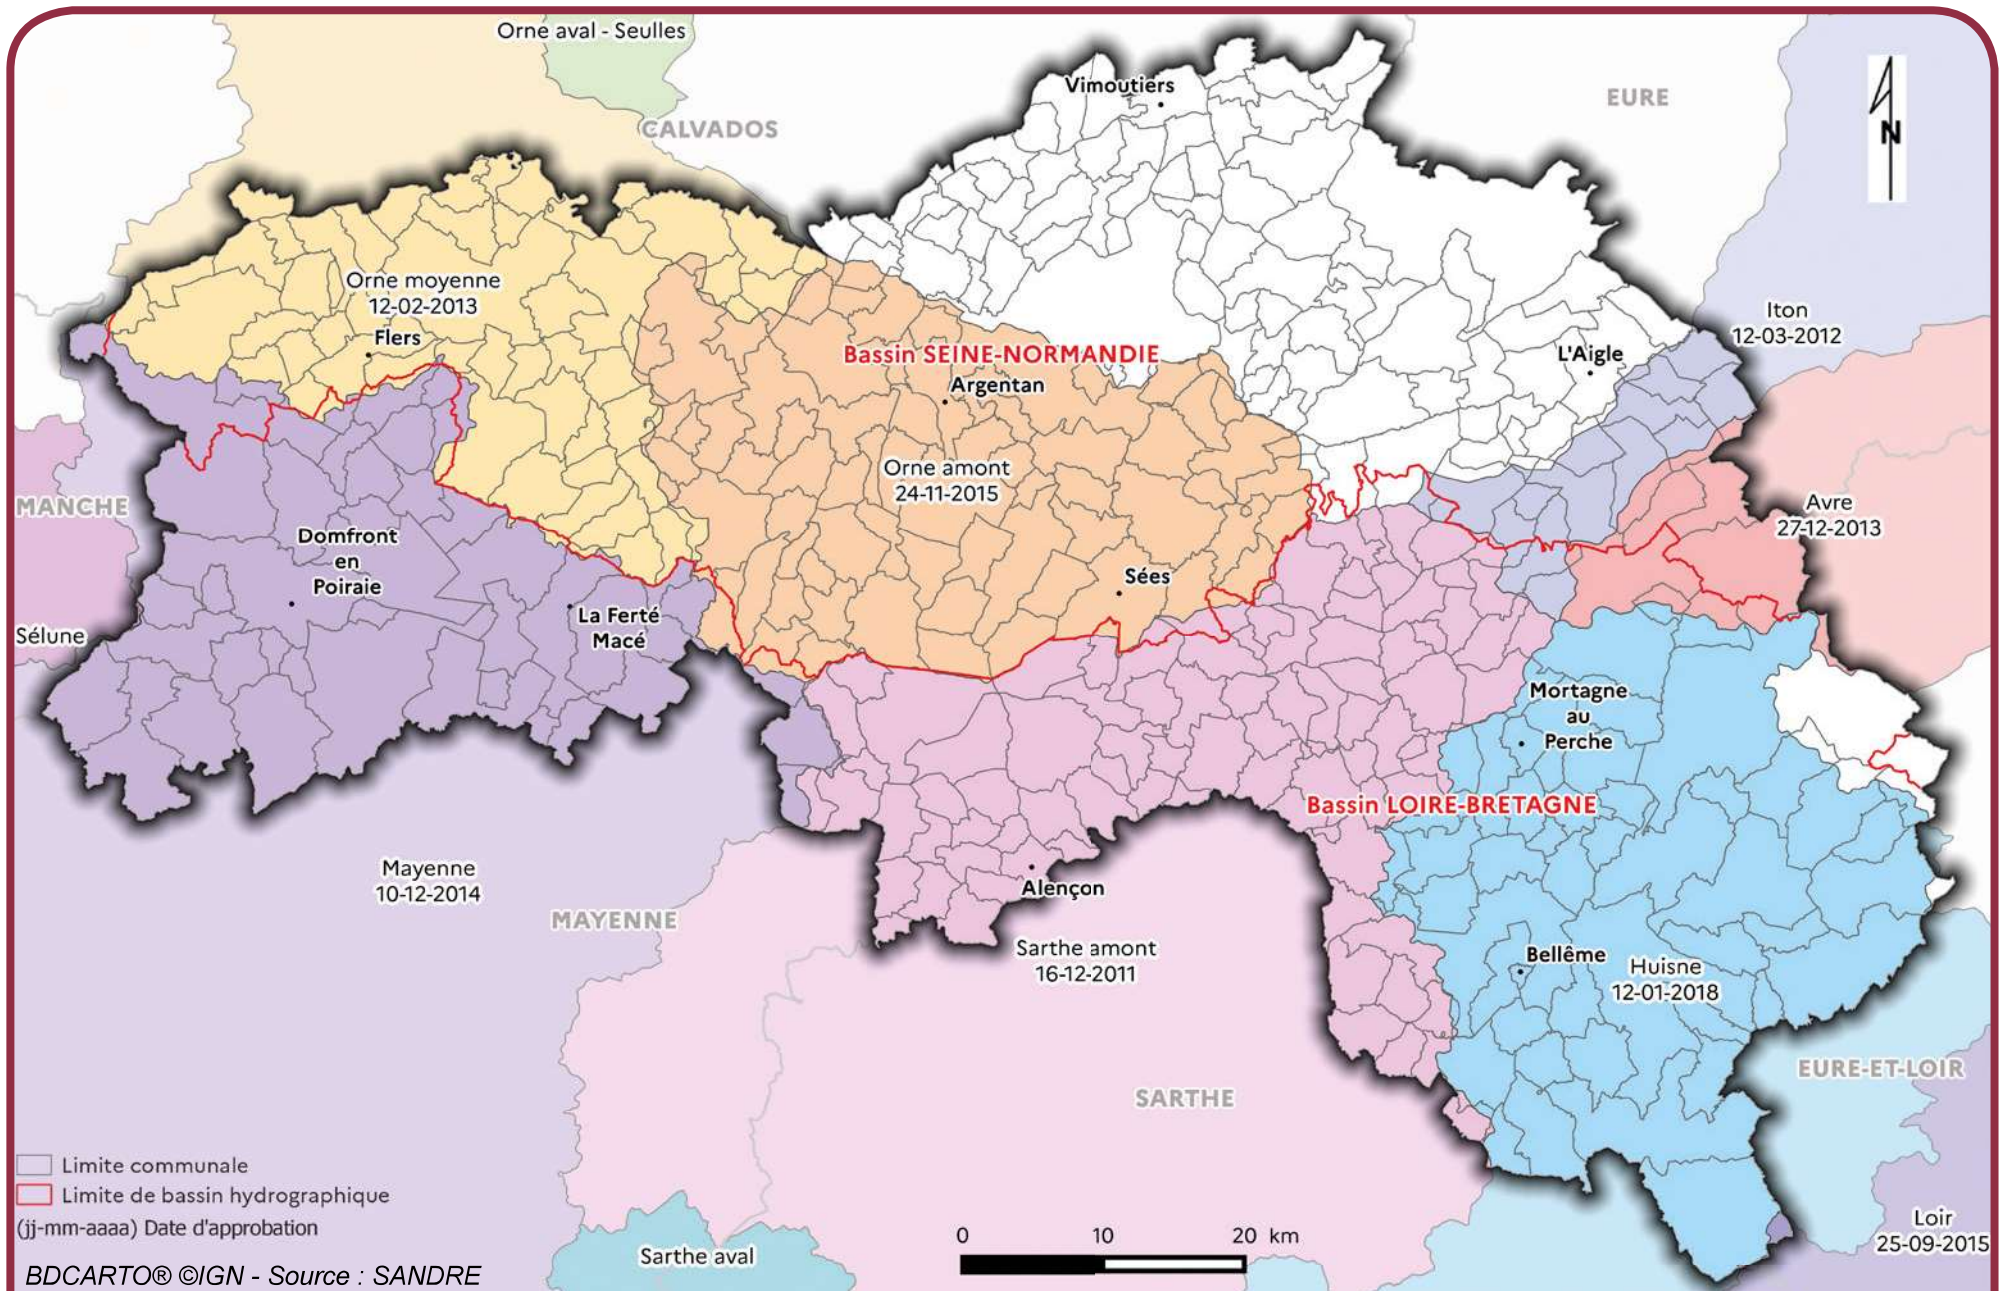 Orne aval - Seulles
Vimoutiers
EURE
CALVADOS
N
Orne moyenne
12-02-2013
Flers
Iton
12-03-2012
Bassin SEINE-NORMANDIE
L'Aigle
Argentan
Orne amont
24-11-2015
MANCHE
Avre
27-12-2013
Domfront
en
Poiraie
Sées
La Ferté
Macé
Sélune
Mortagne
au
Perche
Bassin LOIRE-BRETAGNE
Mayenne
10-12-2014
Alençon
MAYENNE
Sarthe amont
16-12-2011
Bellême
Huisne
12-01-2018
EURE-ET-LOIR
SARTHE
Limite communale
Limite de bassin hydrographique
(jj-mm-aaaa) Date d'approbation
BDCARTO® ©IGN - Source : SANDRE
Sarthe aval
0 10 20 km
Loir
25-09-2015